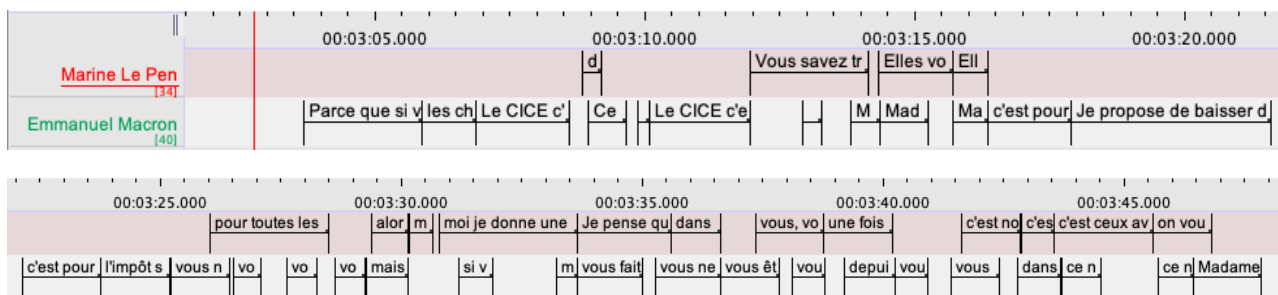 00:03:05.000 00:03:10.000 00:03:15.000 00:03:20.000
Marine Le Pen d Vous savez tr Elles vo Ell
[34]
Emmanuel Macron Parce que si v les ch Le CICE c' Ce Le CICE c'e M Mad Ma c'est pour Je propose de baisser d
[40]
00:03:25.000 00:03:30.000 00:03:35.000 00:03:40.000 00:03:45.000
pour toutes les alor m moi je donne une Je pense qu dans vous, vo une fois c'est no c'es c'est ceux av on vou
c'est pour l'impôt s vous n vo vo vo mais si v m vous fait vous ne vous êt vou depui vou vous dans ce n ce n Madame